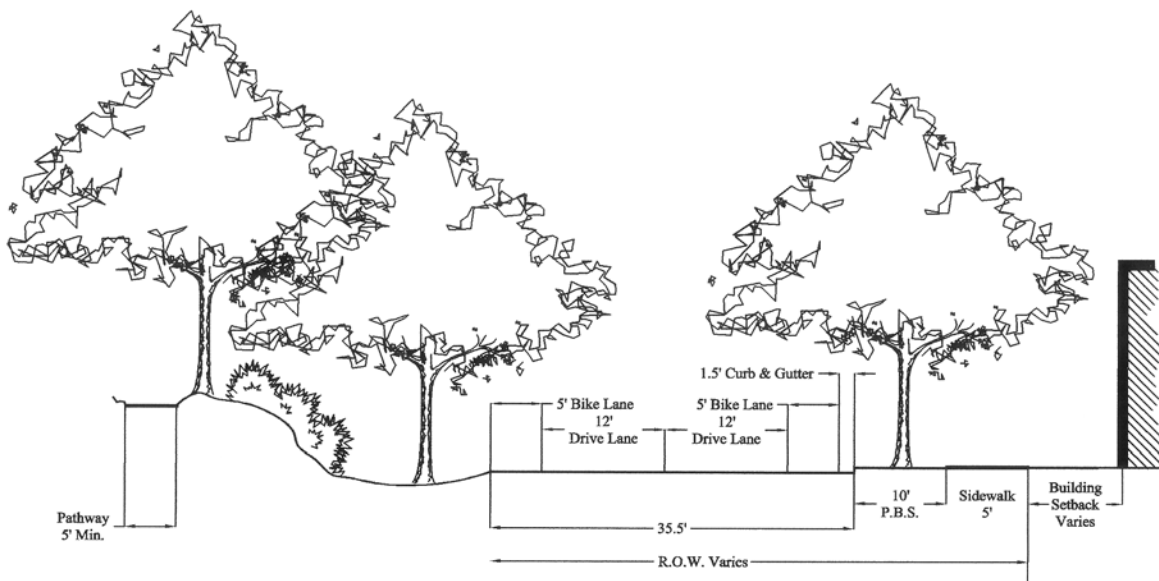 1.5' Curb & Gutter
5' Bike Lane
12'
Drive Lane
5' Bike Lane
12'
Drive Lane
Pathway
5' Min.
10'
P.B.S.
Sidewalk
5'
Building
Setback
Varies
35.5'
R.O.W. Varies